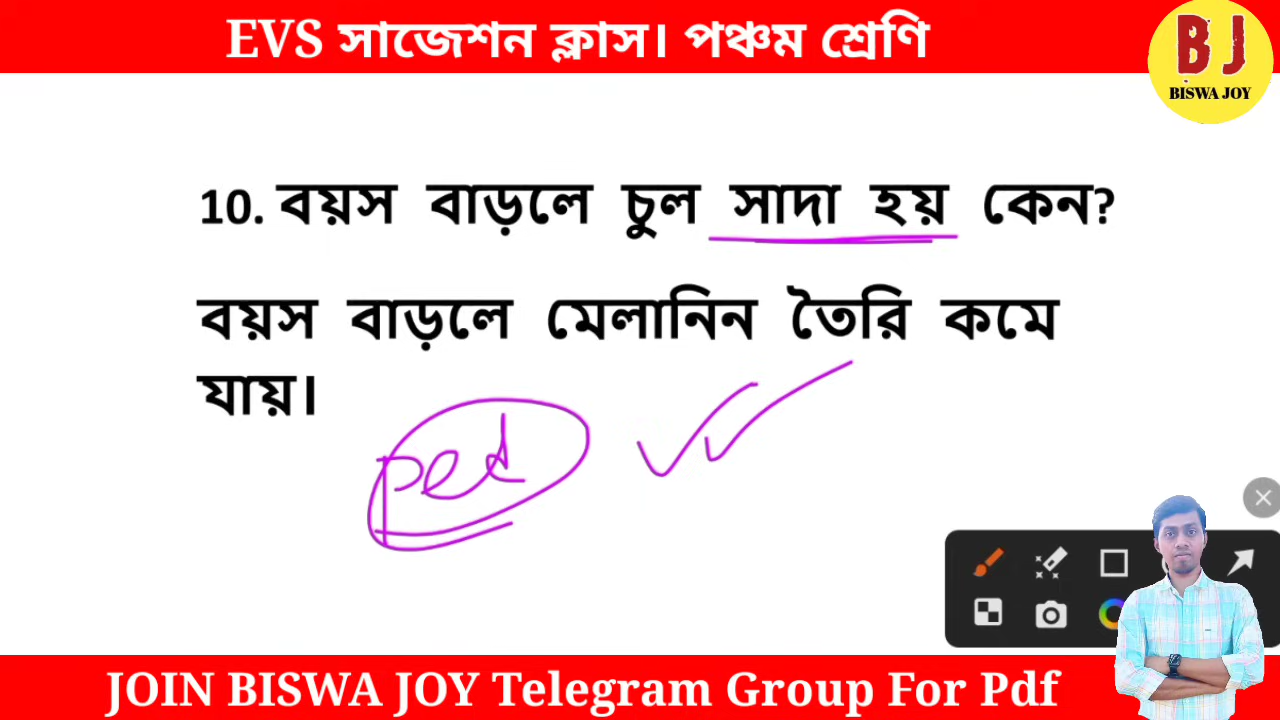 EVS সাজেশন ক্লাস। পঞ্চম শ্রেণি
BJ
BISWA JOY
10. বয়স বাড়লে চুল সাদা হয় কেন?
বয়স বাড়লে মেলানিন তৈরি কমে
যায়।
JOIN BISWA JOY Telegram Group For Pdf